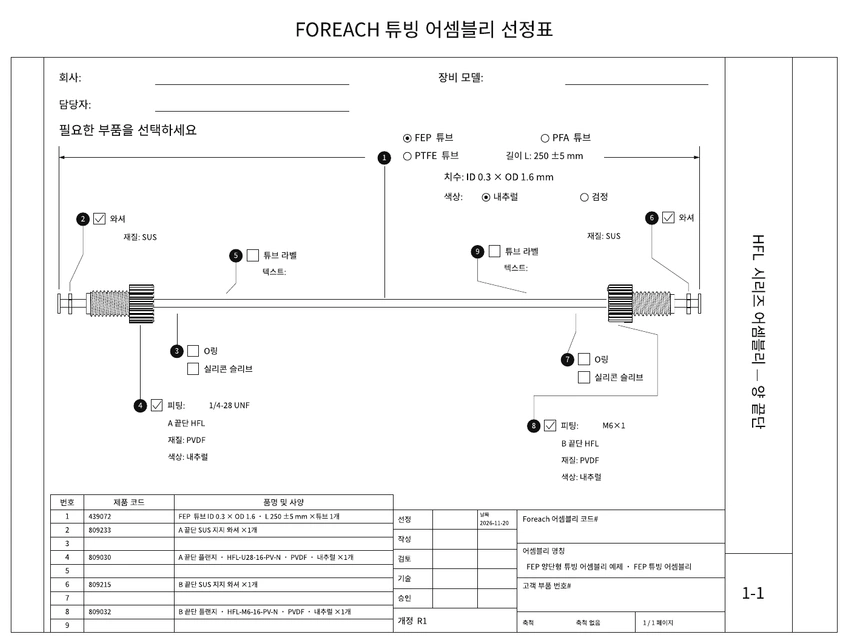 FOREACH 튜빙 어셈블리 선정표
회사:
장비 모델:
담당자:
필요한 부품을 선택하세요
FEP 튜브
PFA 튜브
1
PTFE 튜브
길이 L: 250 ±5 mm
치수: ID 0.3 × OD 1.6 mm
색상:
내추럴
검정
2
와셔
재질: SUS
6
와셔
재질: SUS
5
튜브 라벨
텍스트:
9
튜브 라벨
텍스트:
3
O링
실리콘 슬리브
7
O링
실리콘 슬리브
4
피팅:
1/4-28 UNF
A 끝단 HFL
재질: PVDF
색상: 내추럴
8
피팅:
M6×1
B 끝단 HFL
재질: PVDF
색상: 내추럴
HFL 시리즈 어셈블리 — 양 끝단
1-1
번호 제품 코드 품명 및 사양
1 439072 FEP 튜브 ID 0.3 × OD 1.6 · L 250 ±5 mm ×튜브 1개
2 809233 A 끝단 SUS 지지 와셔 ×1개
3
4 809030 A 끝단 플랜지 · HFL-U28-16-PV-N · PVDF · 내추럴 ×1개
5
6 809215 B 끝단 SUS 지지 와셔 ×1개
7
8 809032 B 끝단 플랜지 · HFL-M6-16-PV-N · PVDF · 내추럴 ×1개
9
선정
날짜
2026-11-20
작성
검토
기술
승인
개정 R1
Foreach 어셈블리 코드#
어셈블리 명칭
FEP 양단형 튜빙 어셈블리 예제 · FEP 튜빙 어셈블리
고객 부품 번호#
축척
축척 없음
1 / 1 페이지